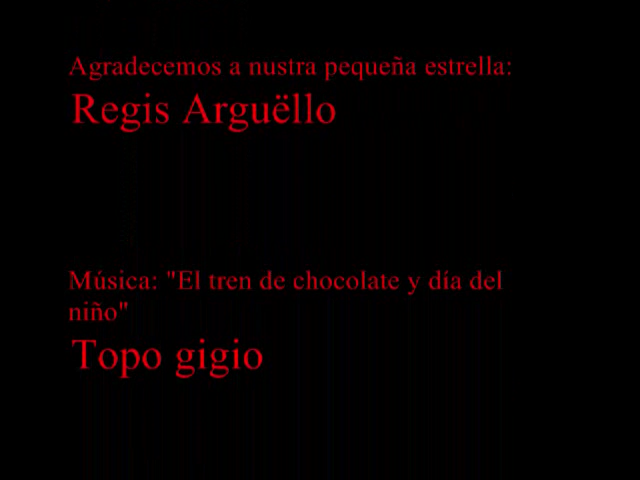 Agradecemos a nustra pequeña estrella:
Regis Arguëllo
Música: "El tren de chocolate y día del
niño"
Topo gigio